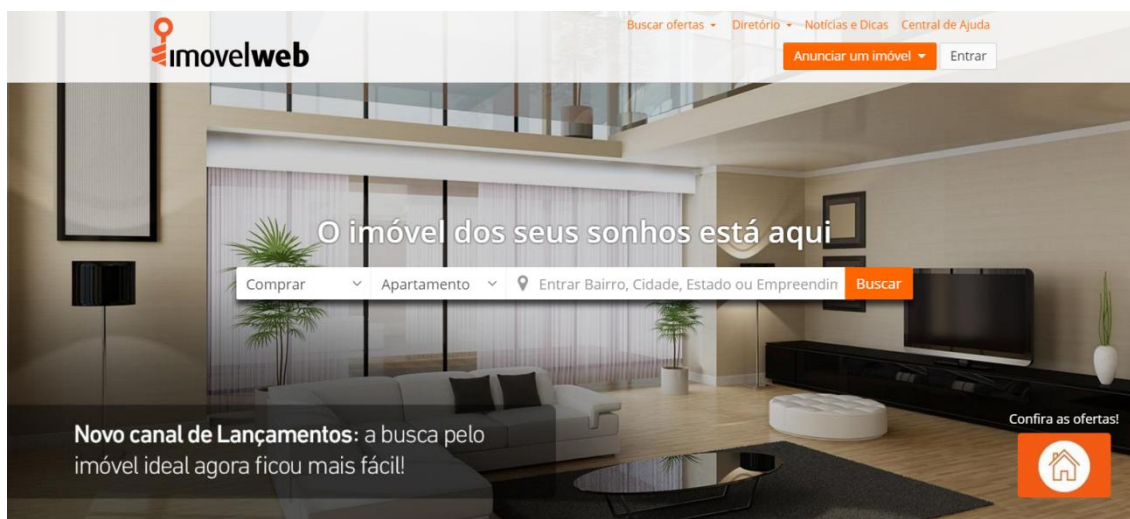 imovelweb
Buscar ofertas Diretório Notícias e Dicas Central de Ajuda
Anunciar um imóvel Entrar
O imóvel dos seus sonhos está aqui
Comprar Apartamento Entrar Bairro, Cidade, Estado ou Empreendin
Buscar
Novo canal de Lançamentos: a busca pelo
imóvel ideal agora ficou mais fácil!
Confira as ofertas!